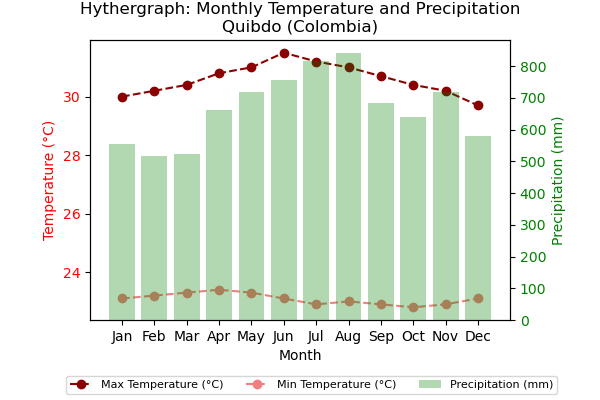 Hythergraph: Monthly Temperature and Precipitation
Quibdo (Colombia)
Temperature (°C)
30
28
26
24
800
700
600
500
400
300
200
100
0
Precipitation (mm)
Jan Feb Mar Apr May Jun Jul Aug Sep Oct Nov Dec
Month
Max Temperature (°C) Min Temperature (°C) Precipitation (mm)